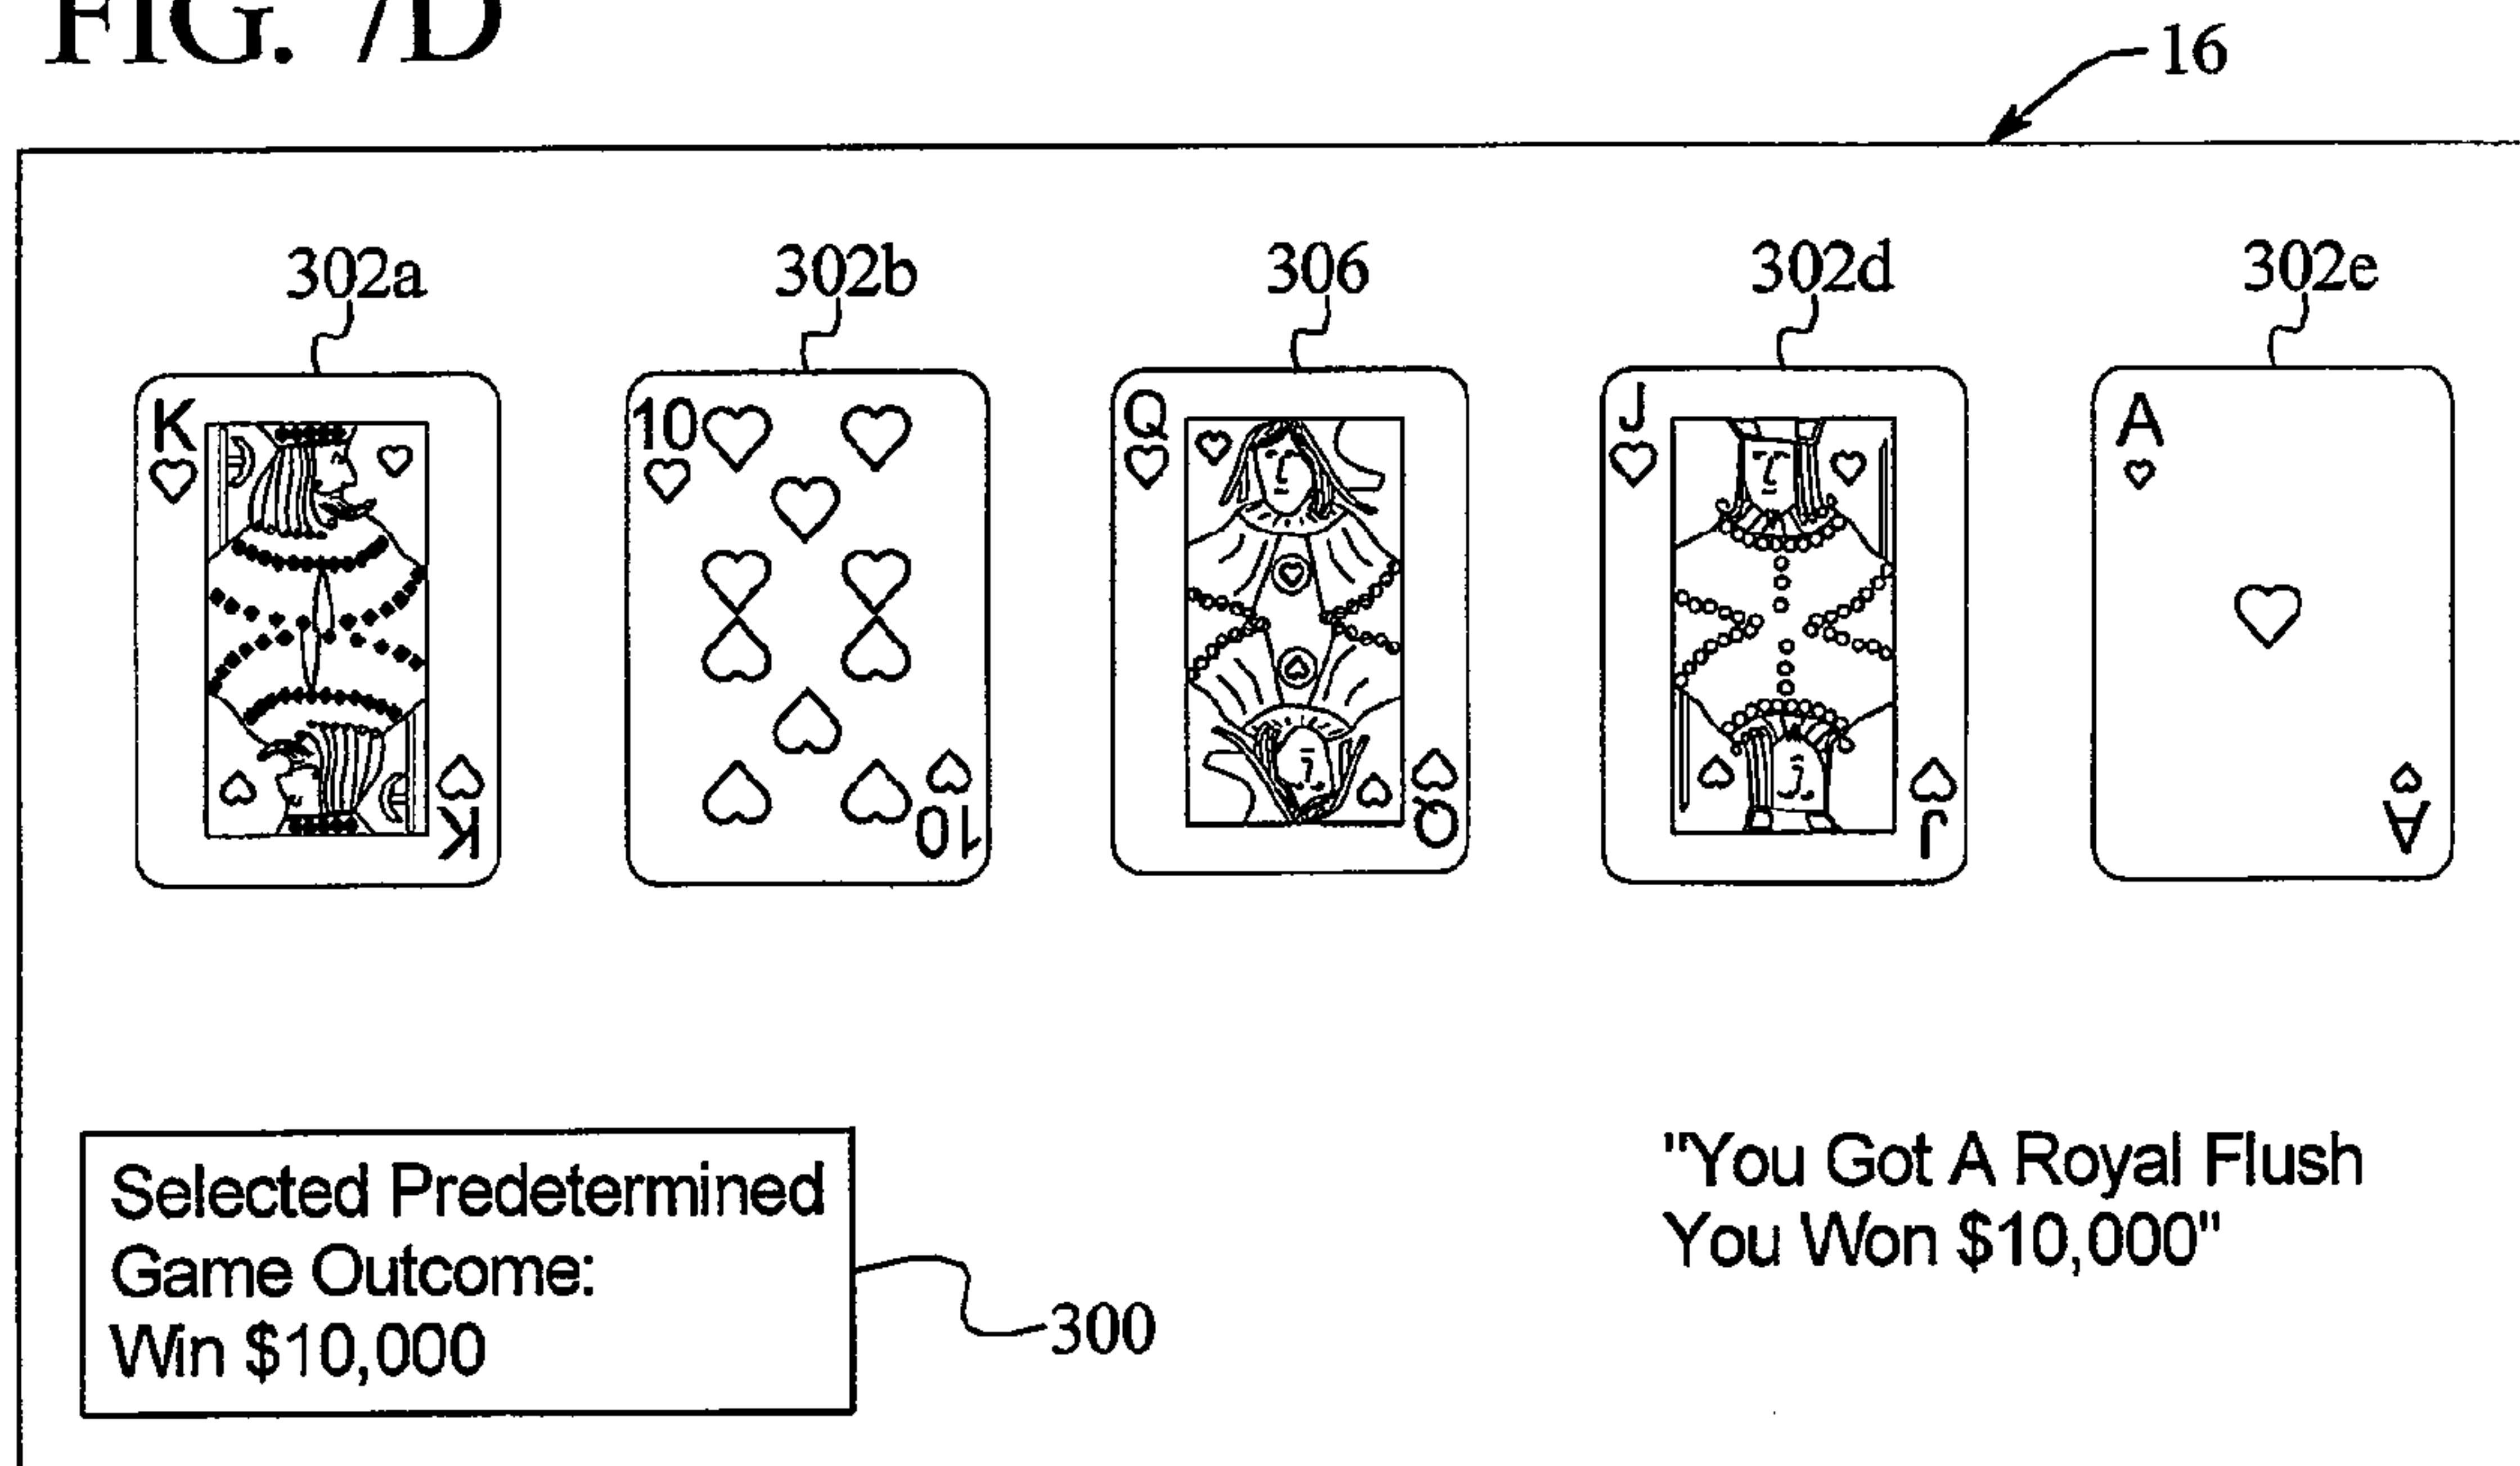 FIG. 7D
16
302a 302b 306 302d 302e
K 10 Q J A
K 10 Q J A
Selected Predetermined
Game Outcome:
Win $10,000
300
"You Got A Royal Flush
You Won $10,000"